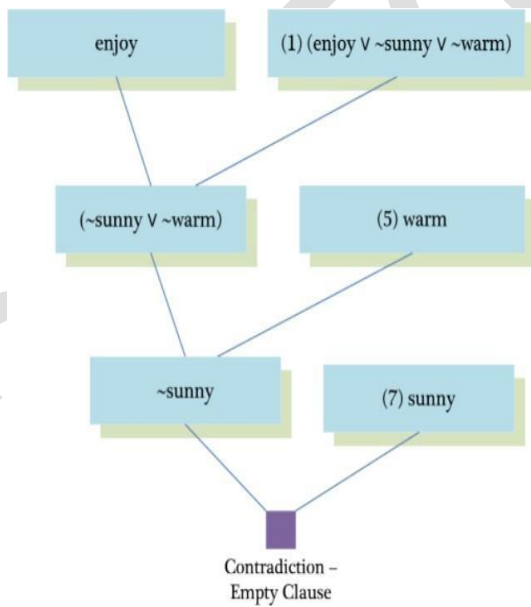 enjoy
(1) (enjoy V ~sunny V ~warm)
(~sunny V ~warm)
(5) warm
~sunny
(7) sunny
Contradiction –
Empty Clause